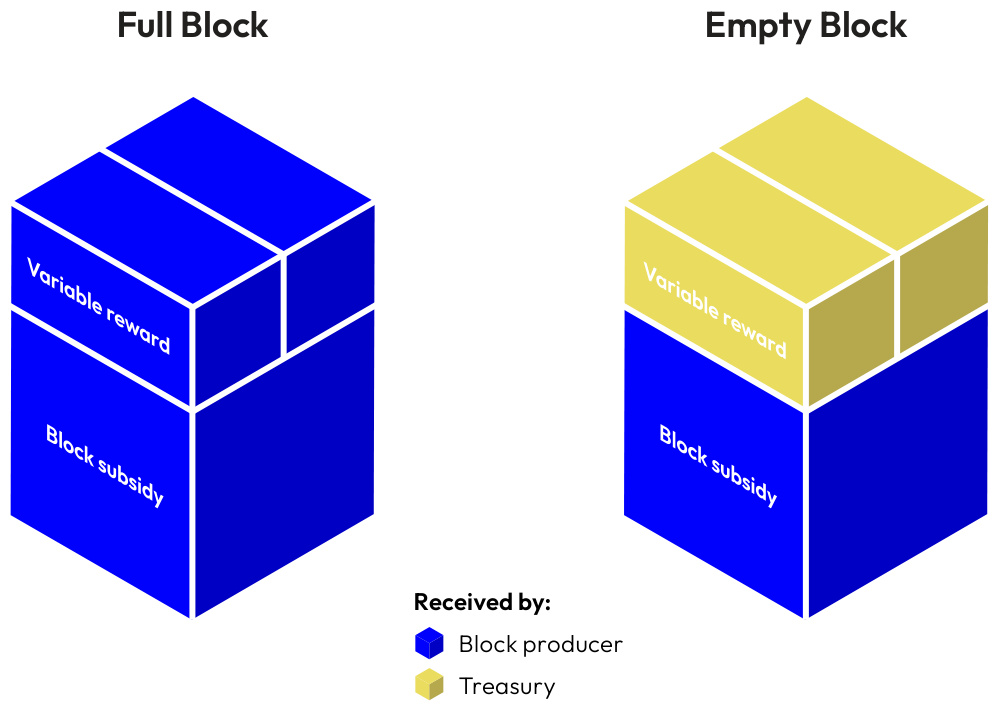 Full Block
Empty Block
Variable reward
Block subsidy
Variable reward
Block subsidy
Received by:
Block producer
Treasury